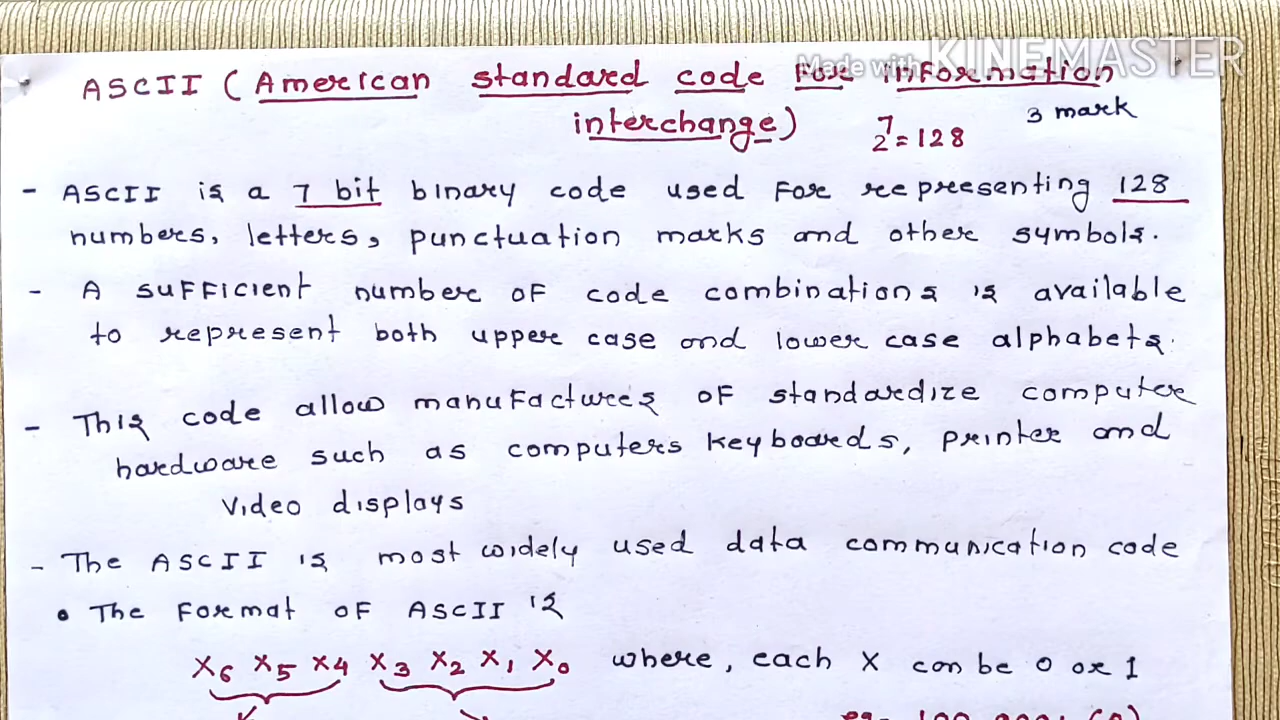 Made with KINEMASTER
ASCII (American standard code for information
interchange)
2^7=128
3 mark
- ASCII is a 7 bit binary code used for representing 128
numbers, letters, punctuation marks and other symbols.
- A sufficient number of code combinations is available
to represent both upper case and lower case alphabets.
- This code allow manufactures of standardize computer
hardware such as computers keyboards, printer and
video displays
- The ASCII is most widely used data communication code
• The format of ASCII is
X6 X5 X4 X3 X2 X1 X0 where, each X can be 0 or 1